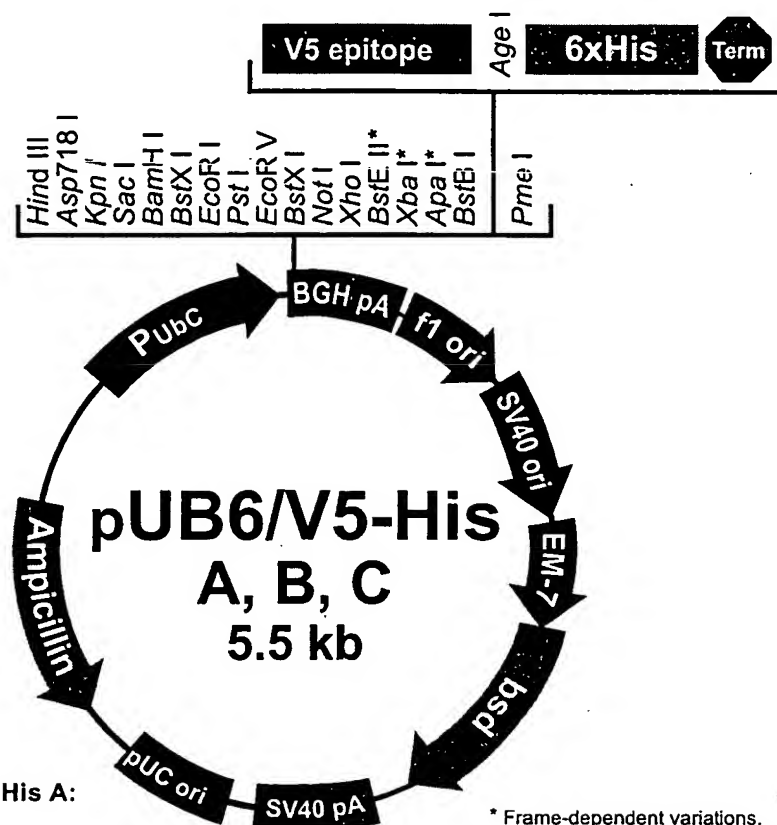 V5 epitope
Age I
6xHis
Term
Hind III
Asp718 I
Kpn I
Sac I
BamH I
BstX I
EcoR I
Pst I
EcoR V
BstX I
Not I
Xho I
BstE II*
Xba I*
Apa I*
BstB I
Pme I
PUbC
BGH pA
f1 ori
SV40 ori
EM-7
bsd
SV40 pA
pUC ori
Ampicillin
pUB6/V5-His
A, B, C
5.5 kb
His A:
* Frame-dependent variations.